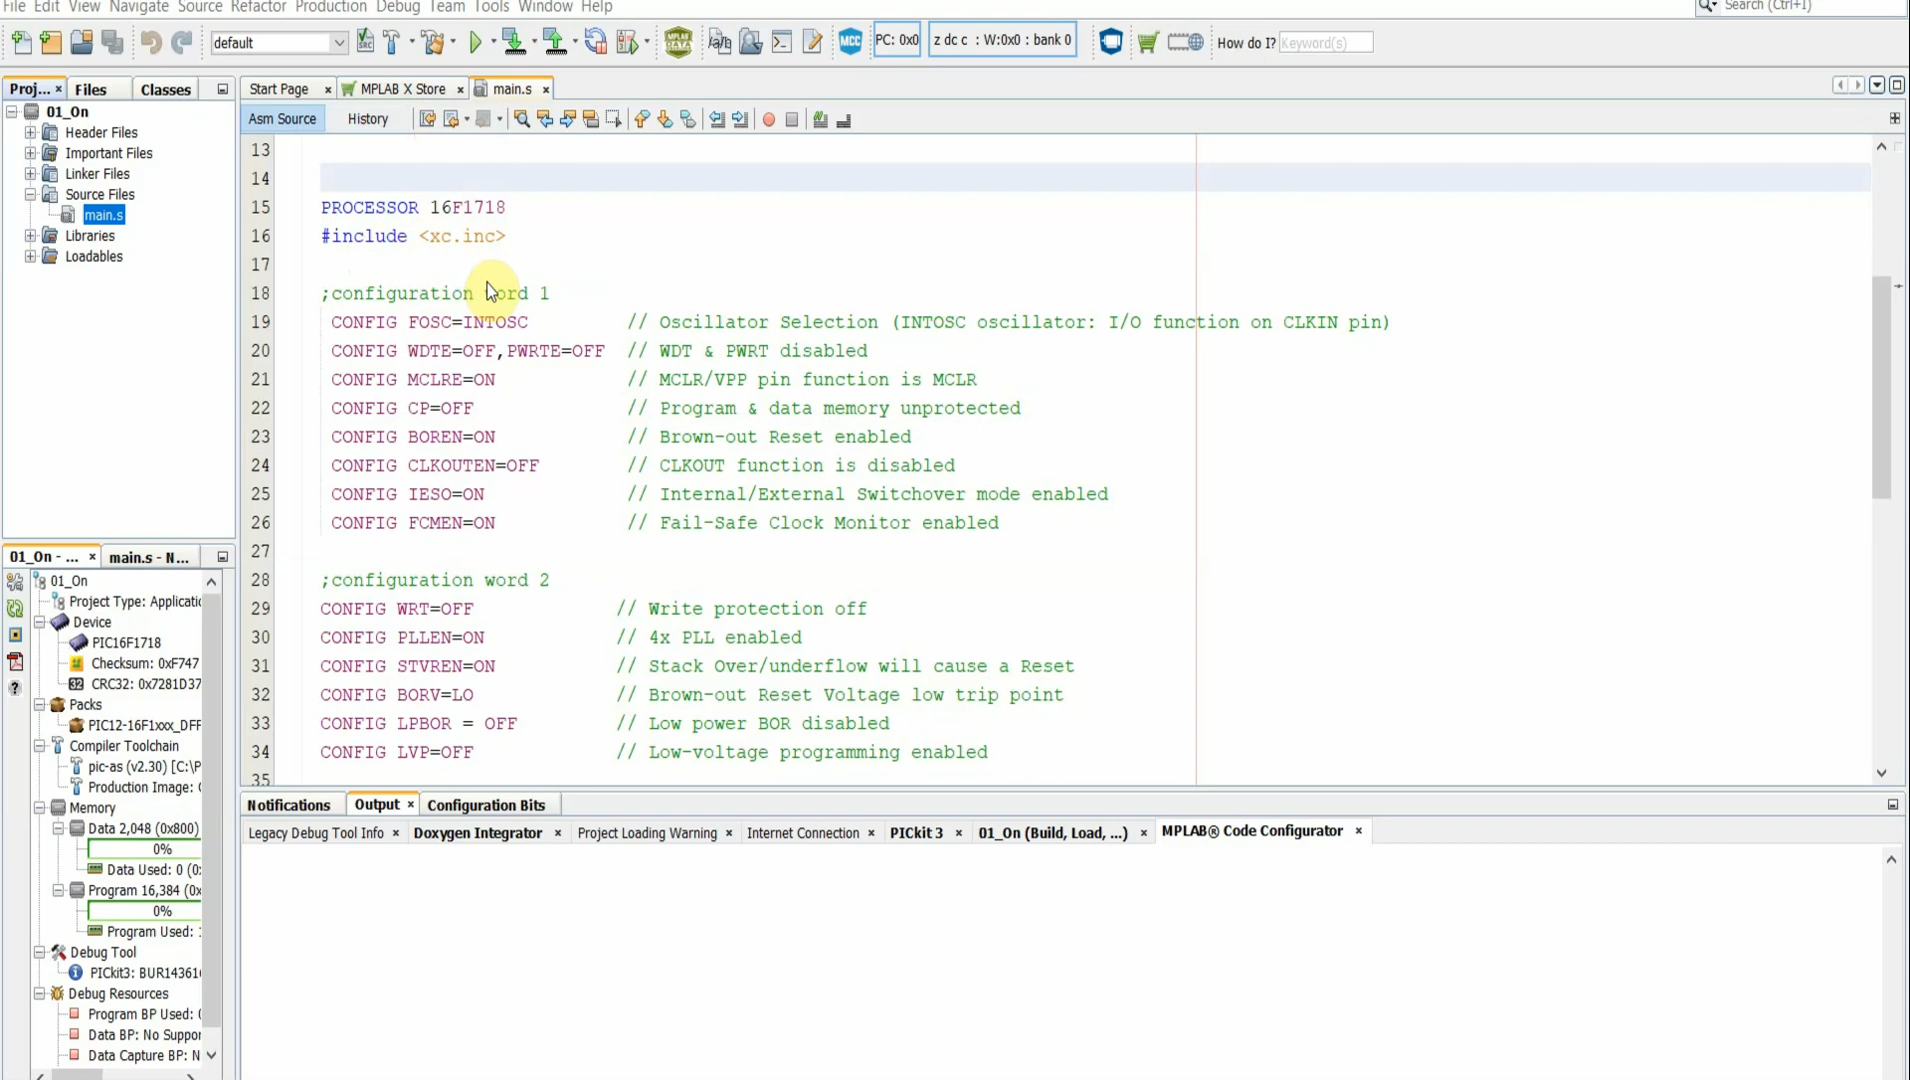 File Edit View Navigate Source Refactor Production Debug Team Tools Window Help
Search (Ctrl+I)
default
PC: 0x0
z dc c : W:0x0 : bank 0
How do I? Keyword(s)
Proj... × Files Classes
Start Page × MPLAB X Store × main.s ×
Asm Source History
01_On
Header Files
Important Files
Linker Files
Source Files
main.s
Libraries
Loadables
13
14
15 PROCESSOR 16F1718
16 #include <xc.inc>
17
18 ;configuration word 1
19 CONFIG FOSC=INTOSC // Oscillator Selection (INTOSC oscillator: I/O function on CLKIN pin)
20 CONFIG WDTE=OFF,PWRTE=OFF // WDT & PWRT disabled
21 CONFIG MCLRE=ON // MCLR/VPP pin function is MCLR
22 CONFIG CP=OFF // Program & data memory unprotected
23 CONFIG BOREN=ON // Brown-out Reset enabled
24 CONFIG CLKOUTEN=OFF // CLKOUT function is disabled
25 CONFIG IESO=ON // Internal/External Switchover mode enabled
26 CONFIG FCMEN=ON // Fail-Safe Clock Monitor enabled
27
28 ;configuration word 2
29 CONFIG WRT=OFF // Write protection off
30 CONFIG PLLEN=ON // 4x PLL enabled
31 CONFIG STVREN=ON // Stack Over/underflow will cause a Reset
32 CONFIG BORV=LO // Brown-out Reset Voltage low trip point
33 CONFIG LPBOR = OFF // Low power BOR disabled
34 CONFIG LVP=OFF // Low-voltage programming enabled
35
01_On - ... × main.s - N...
01_On
Project Type: Applicati
Device
PIC16F1718
Checksum: 0xF747
CRC32: 0x7281D37
Packs
PIC12-16F1xxx_DFF
Compiler Toolchain
pic-as (v2.30) [C:\P
Production Image: (
Memory
Data 2,048 (0x800)
0%
Data Used: 0 (0
Program 16,384 (0x
0%
Program Used:
Debug Tool
PICkit3: BUR14361
Debug Resources
Program BP Used: (
Data BP: No Suppor
Data Capture BP: N
Notifications Output × Configuration Bits
Legacy Debug Tool Info × Doxygen Integrator × Project Loading Warning × Internet Connection × PICkit 3 × 01_On (Build, Load, ...) × MPLAB® Code Configurator ×